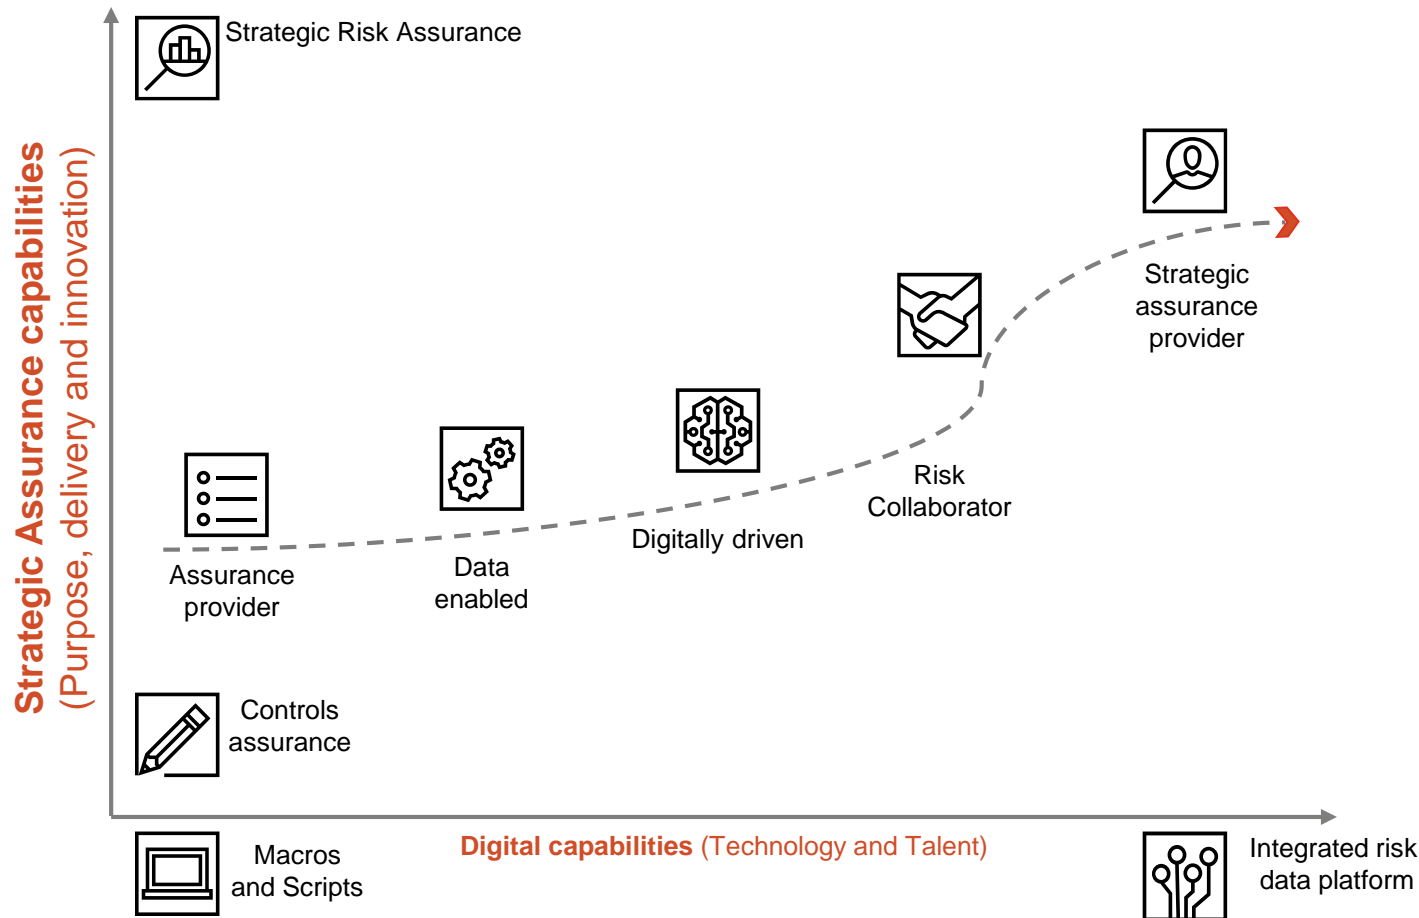 Strategic Risk Assurance
Strategic Assurance capabilities
(Purpose, delivery and innovation)
Strategic
assurance
provider
Risk
Collaborator
Digitally driven
Data
enabled
Assurance
provider
Controls
assurance
Macros
and Scripts
Digital capabilities (Technology and Talent)
Integrated risk
data platform